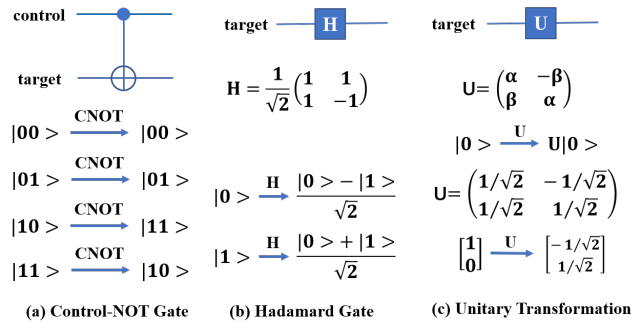 control
target
CNOT
|00 > → |00 >
CNOT
|01 > → |01 >
CNOT
|10 > → |11 >
CNOT
|11 > → |10 >
(a) Control-NOT Gate
target H
H = 1/√2 (1 1
1 −1)
H
|0 > → |0 > − |1 > / √2
H
|1 > → |0 > + |1 > / √2
(b) Hadamard Gate
target U
U= (α −β
β α)
U
|0 > → U|0 >
U= (1/√2 − 1/√2
1/√2 1/√2)
U
[1 0] → [− 1/√2
1/√2]
(c) Unitary Transformation